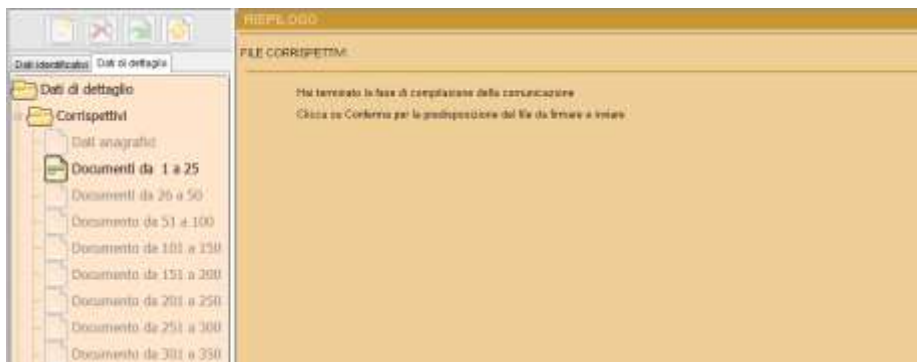 RIEPILOGO
FILE CORRISPETTIVI
Hai terminato la fase di compilazione della comunicazione
Clicca su Conferma per la predisposizione del file da firmare e inviare
Dati identificativi
Dati di dettaglio
Dati di dettaglio
Corrispettivi
Dati anagrafici
Documenti da 1 a 25
Documenti da 26 a 50
Documento da 51 a 100
Documento da 101 a 150
Documento da 151 a 200
Documento da 201 a 250
Documento da 251 a 300
Documento da 301 a 350